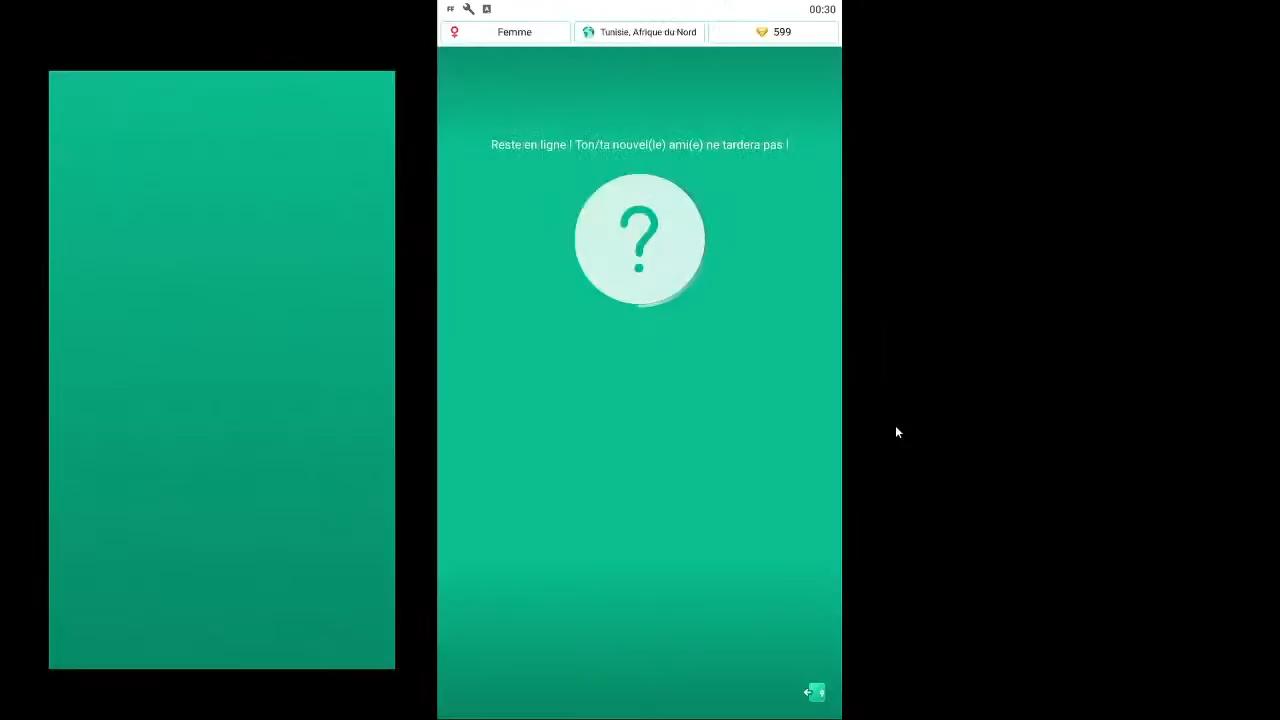 FF A 00:30
Femme
Tunisie, Afrique du Nord
599
Reste en ligne ! Ton/ta nouvel(le) ami(e) ne tardera pas !
?